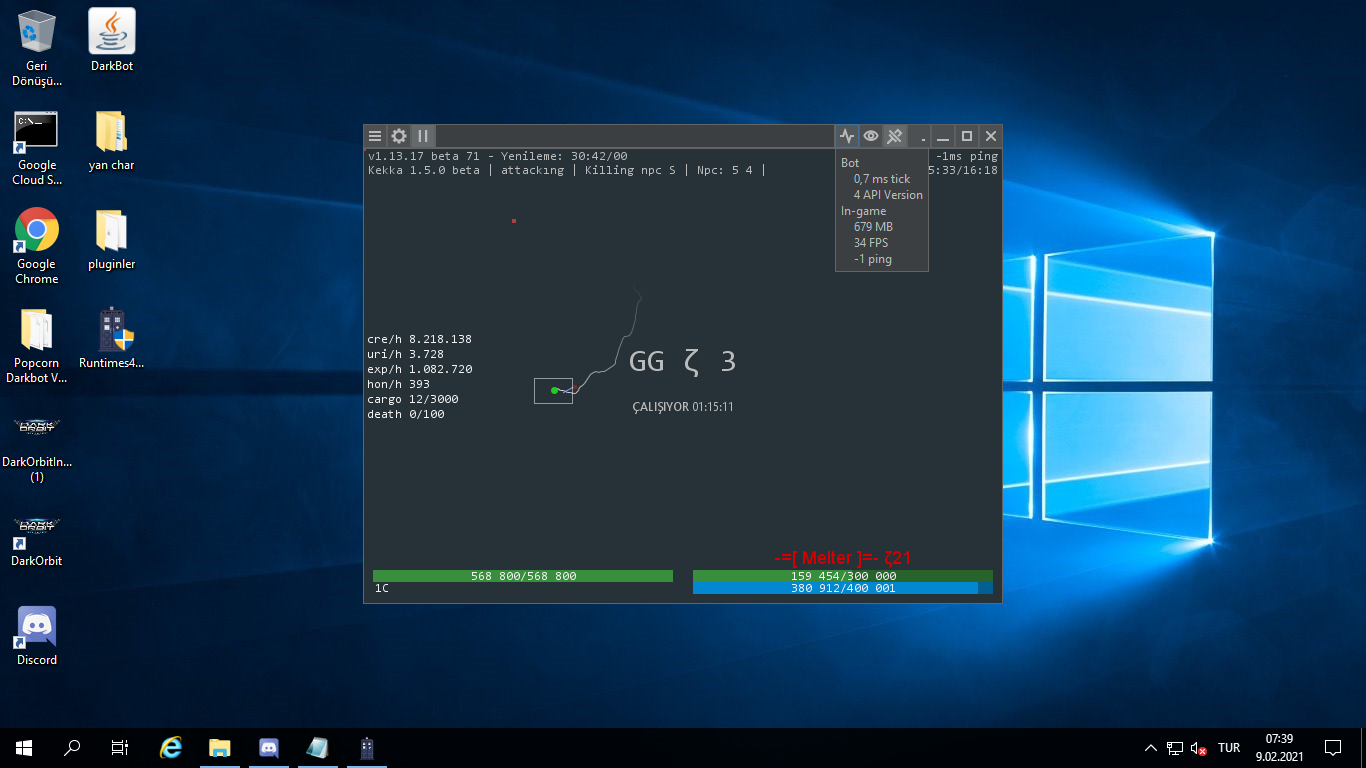 Geri
Dönüşü...
DarkBot
Google
Cloud S...
yan char
Google
Chrome
pluginler
Popcorn
Darkbot V...
Runtimes4...
DarkOrbitIn...
(1)
DARK
ORBIT
DarkOrbit
Discord
v1.13.17 beta 71 - Yenileme: 30:42/00
-1ms ping
Kekka 1.5.0 beta | attackıng | Killing npc S | Npc: 5 4 |
5:33/16:18
Bot
0,7 ms tick
4 API Version
In-game
679 MB
34 FPS
-1 ping
cre/h 8.218.138
uri/h 3.728
exp/h 1.082.720
hon/h 393
cargo 12/3000
death 0/100
GG ζ 3
ÇALIŞIYOR 01:15:11
-=[ Melter ]=- ζ21
568 800/568 800
159 454/300 000
1C
380 912/400 001
TUR
07:39
9.02.2021